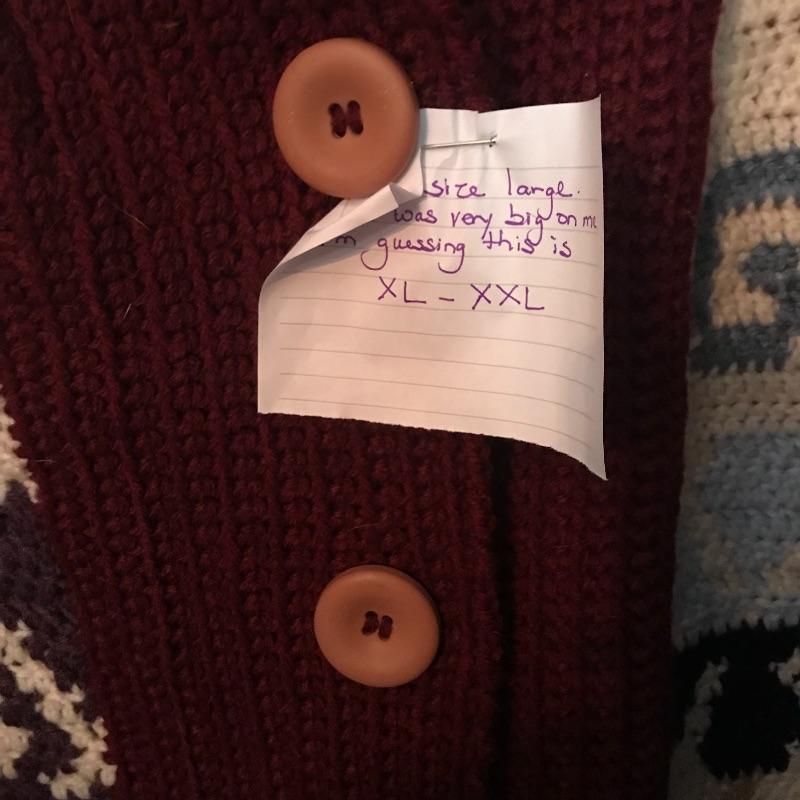 size large.
was very big on me
guessing this is
XL - XXL